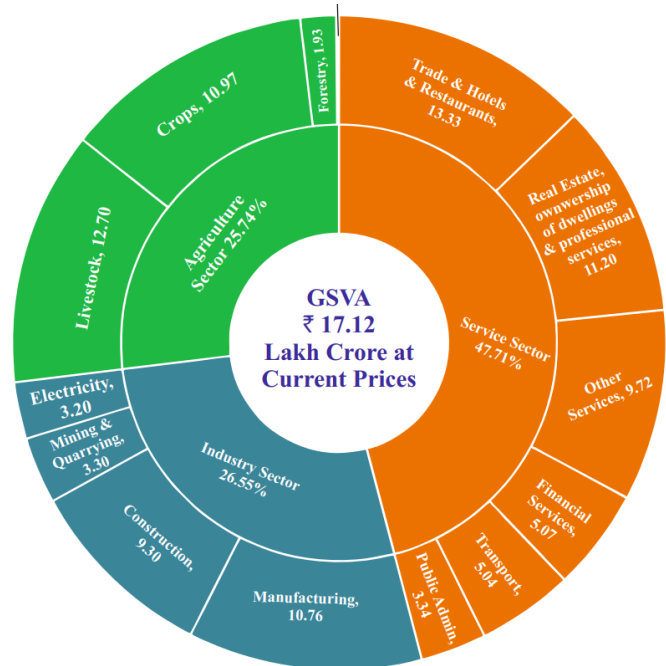 GSVA
₹ 17.12
Lakh Crore at
Current Prices
Service Sector
47.71%
Trade & Hotels
& Restaurants,
13.33
Real Estate,
ownwership
of dwellings
& professional
services,
11.20
Other
Services, 9.72
Financial
Services,
5.07
Transport,
5.04
Public Admin,
3.34
Industry Sector
26.55%
Manufacturing,
10.76
Construction,
9.30
Mining &
Quarrying,
3.30
Electricity,
3.20
Agriculture
Sector 25.74%
Livestock, 12.70
Crops, 10.97
Forestry, 1.93